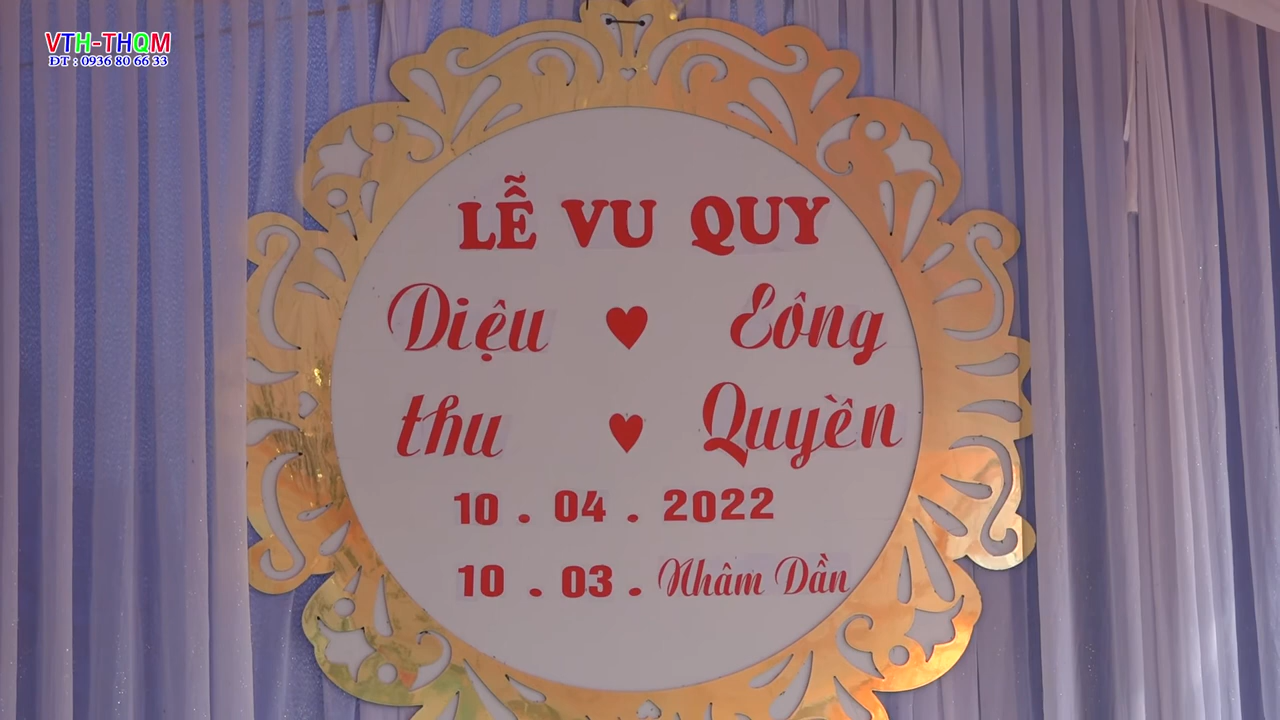 VTH-THQM
ĐT : 0936 80 66 33
LỄ VU QUY
Diệu ♥ Công
thu ♥ Quyền
10 . 04 . 2022
10 . 03 . Nhâm Dần